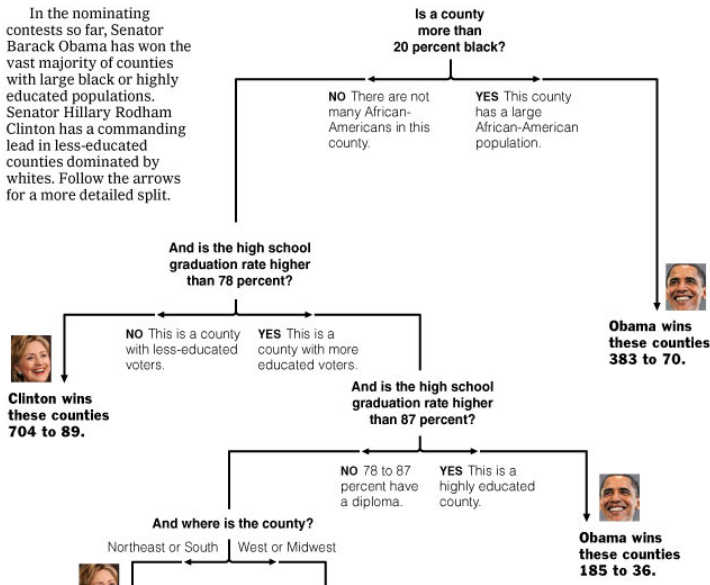 In the nominating
contests so far, Senator
Barack Obama has won the
vast majority of counties
with large black or highly
educated populations.
Senator Hillary Rodham
Clinton has a commanding
lead in less-educated
counties dominated by
whites. Follow the arrows
for a more detailed split.
Is a county
more than
20 percent black?
NO There are not
many African-
Americans in this
county.
YES This county
has a large
African-American
population.
And is the high school
graduation rate higher
than 78 percent?
Obama wins
these counties
383 to 70.
NO This is a county
with less-educated
voters.
YES This is a
county with more
educated voters.
Clinton wins
these counties
704 to 89.
And is the high school
graduation rate higher
than 87 percent?
NO 78 to 87
percent have
a diploma.
YES This is a
highly educated
county.
Obama wins
these counties
185 to 36.
And where is the county?
Northeast or South
West or Midwest